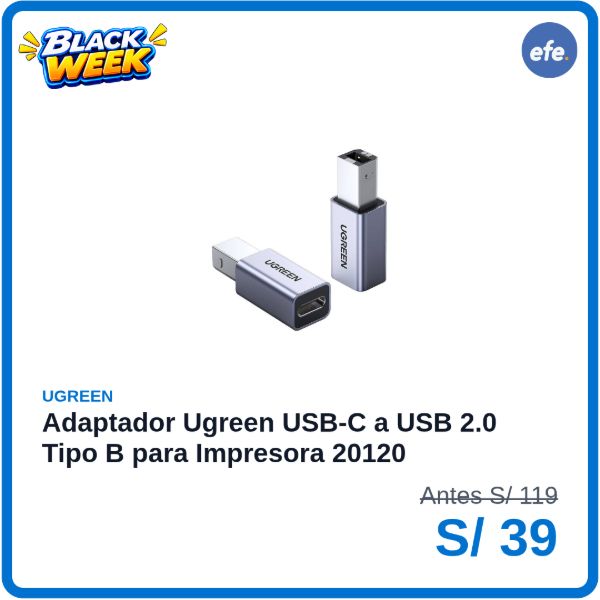 BLACK
WEEK
efe.
UGREEN
UGREEN
UGREEN
Adaptador Ugreen USB-C a USB 2.0
Tipo B para Impresora 20120
Antes S/ 119
S/ 39